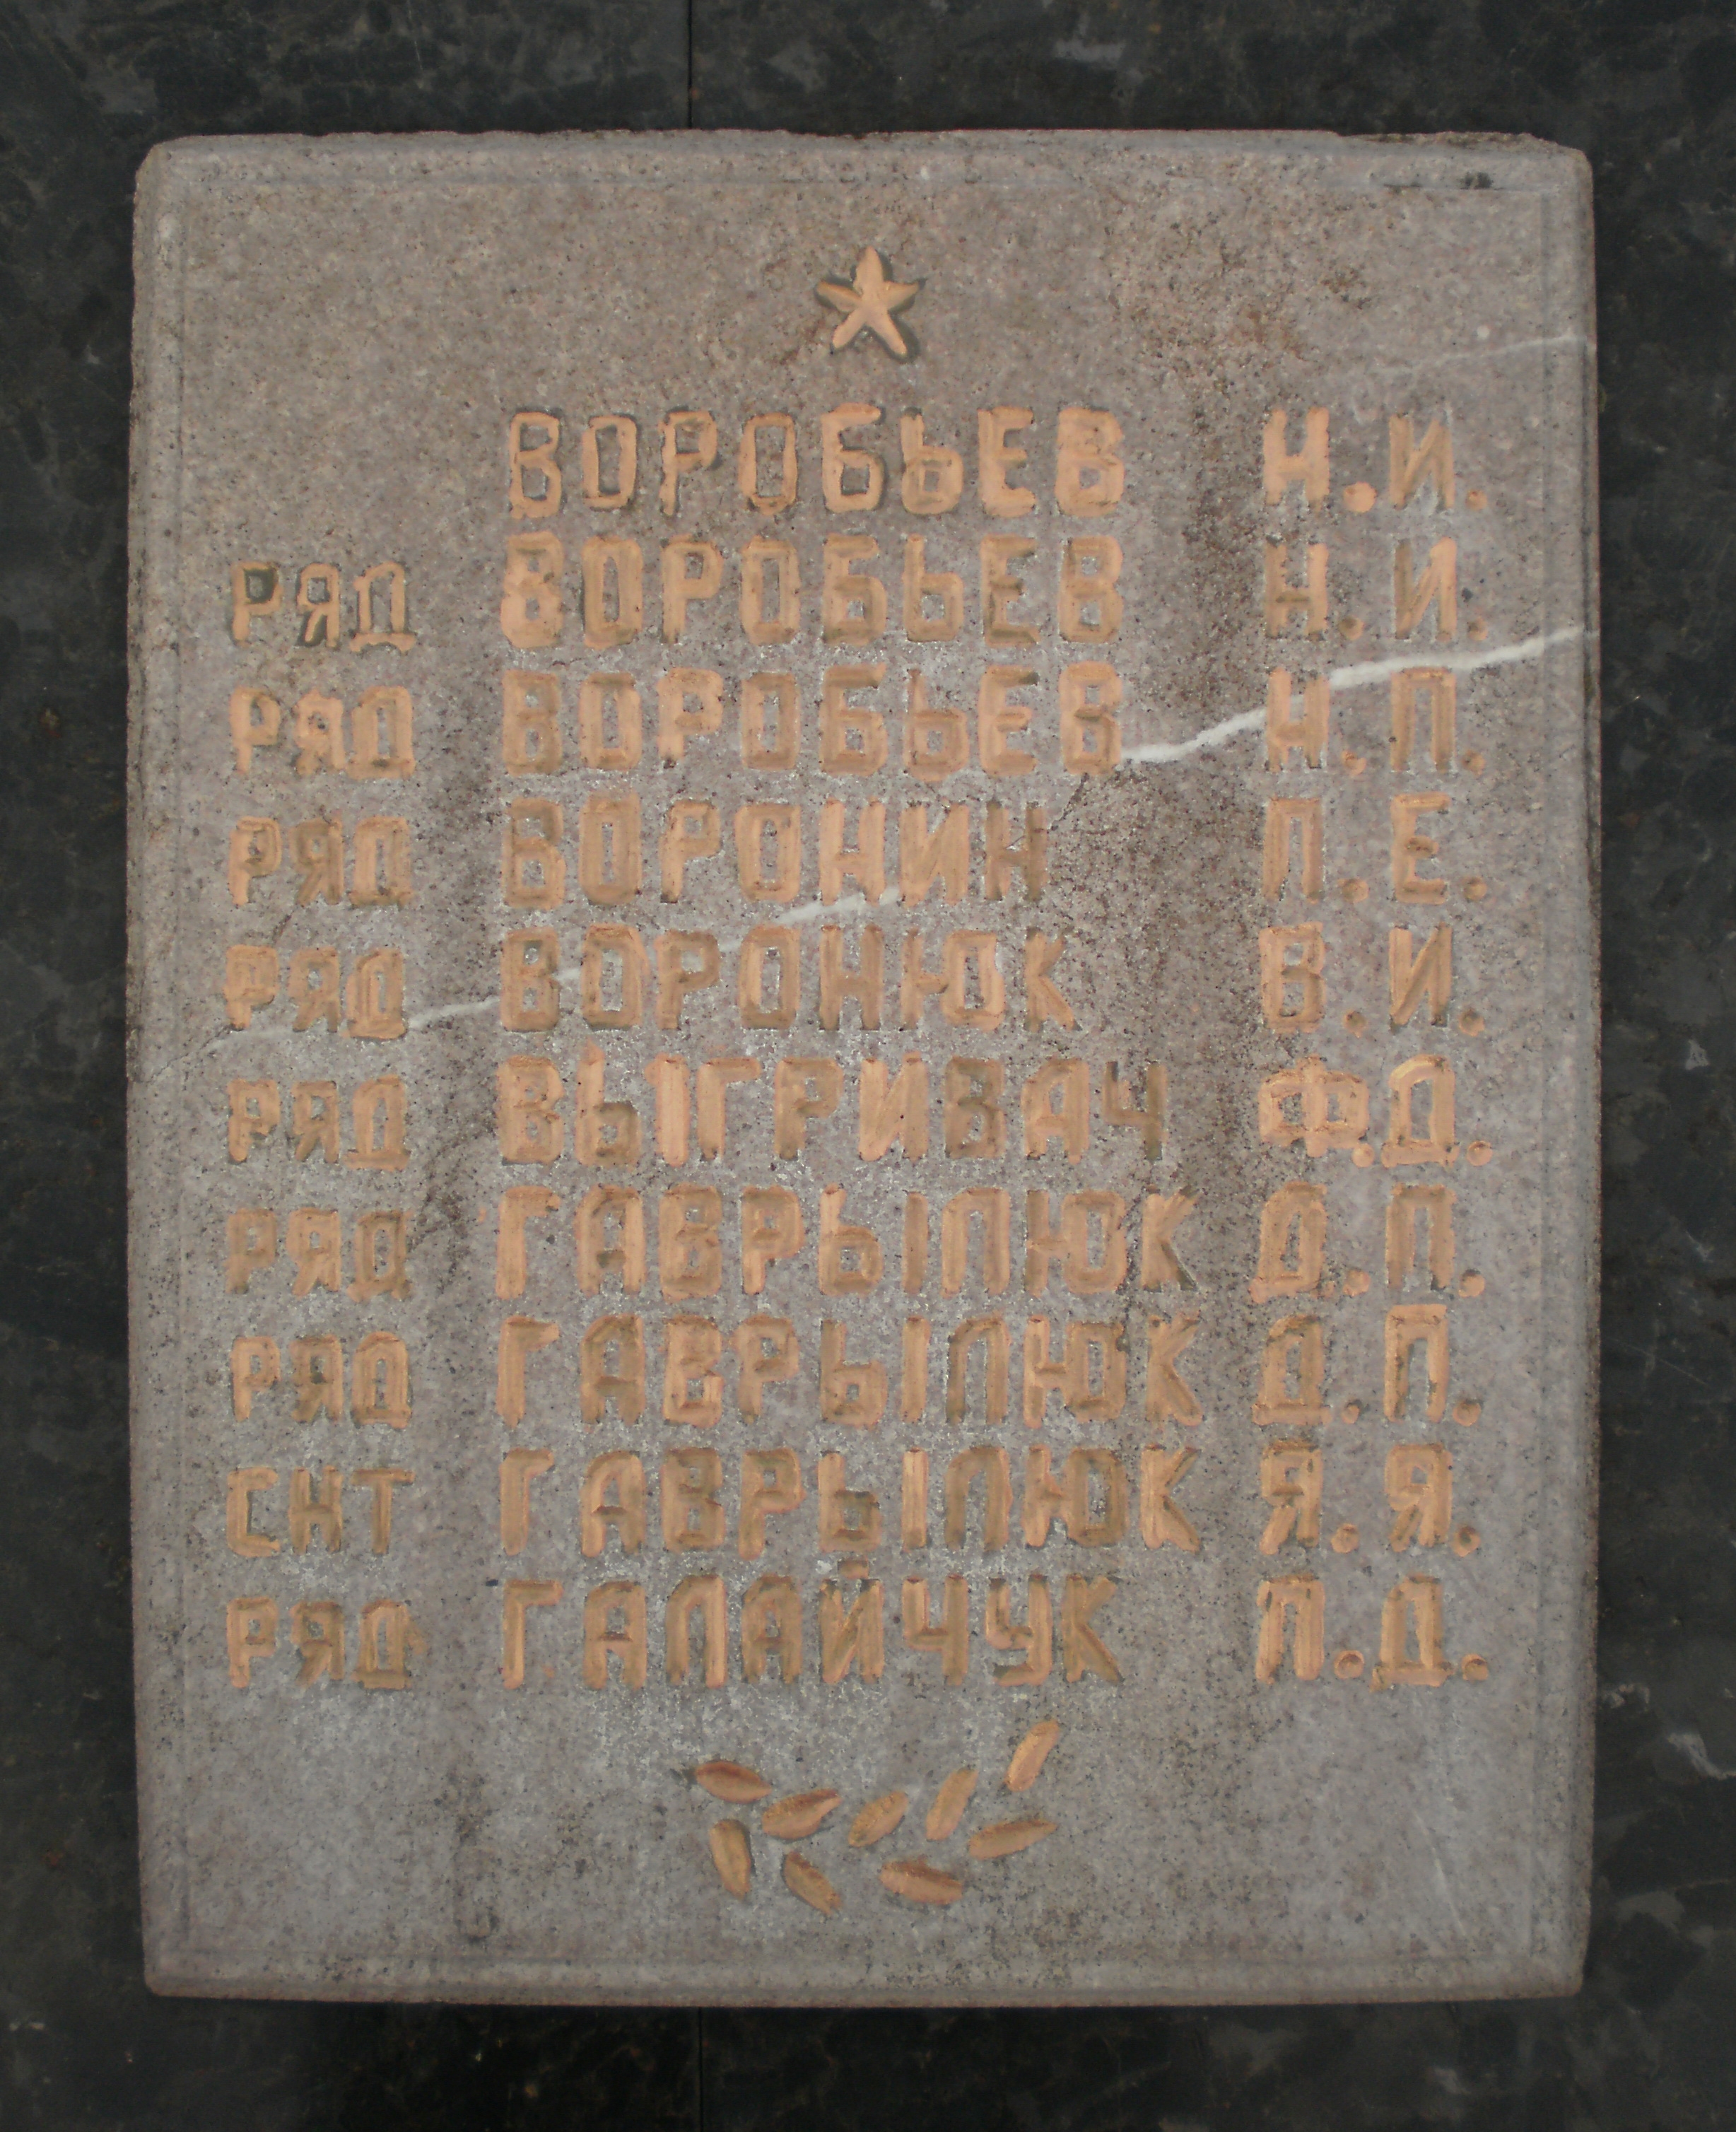 ВОРОБЬЕВ Н.И.
РЯД ВОРОБЬЕВ Н.И.
РЯД ВОРОБЬЕВ Н.П.
РЯД ВОРОНИН П.Е.
РЯД ВОРОНЮК В.И.
РЯД ВЫГРИВАЧ Ф.Д.
РЯД ГАВРЫЛЮК Д.П.
РЯД ГАВРЫЛЮК Д.П.
СНТ ГАВРЫЛЮК Я.Я.
РЯД ГАЛАЙЧУК Л.Д.